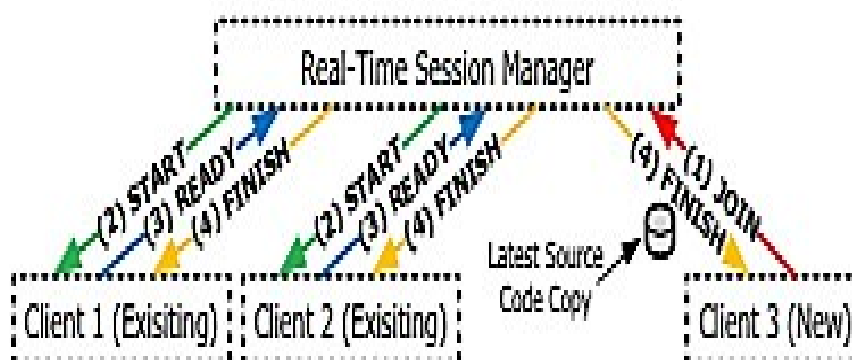 Real-Time Session Manager
(2) START
(3) READY
(4) FINISH
(2) START
(3) READY
(4) FINISH
(4) FINISH
(1) JOIN
Latest Source
Code Copy
Client 1 (Exisiting)
Client 2 (Exisiting)
Client 3 (New)